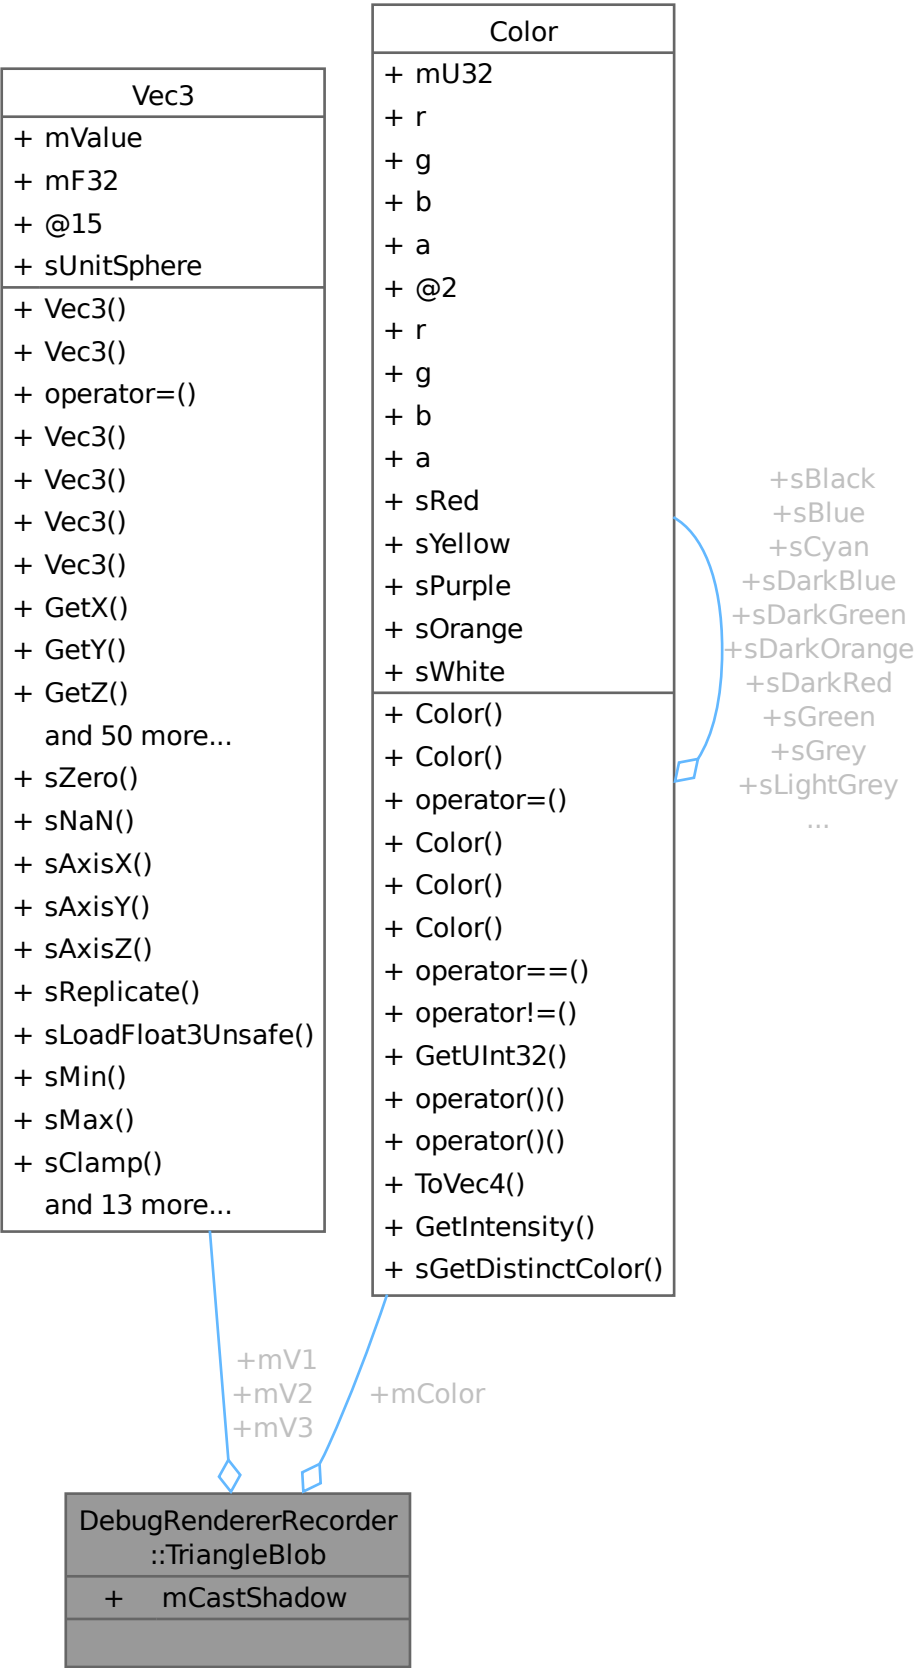 Color
+ mU32
+ r
+ g
+ b
+ a
+ @2
+ r
+ g
+ b
+ a
+ sRed
+ sYellow
+ sPurple
+ sOrange
+ sWhite
+ Color()
+ Color()
+ operator=()
+ Color()
+ Color()
+ Color()
+ operator==()
+ operator!=()
+ GetUInt32()
+ operator()()
+ operator()()
+ ToVec4()
+ GetIntensity()
+ sGetDistinctColor()
Vec3
+ mValue
+ mF32
+ @15
+ sUnitSphere
+ Vec3()
+ Vec3()
+ operator=()
+ Vec3()
+ Vec3()
+ Vec3()
+ Vec3()
+ GetX()
+ GetY()
+ GetZ()
and 50 more...
+ sZero()
+ sNaN()
+ sAxisX()
+ sAxisY()
+ sAxisZ()
+ sReplicate()
+ sLoadFloat3Unsafe()
+ sMin()
+ sMax()
+ sClamp()
and 13 more...
+sBlack
+sBlue
+sCyan
+sDarkBlue
+sDarkGreen
+sDarkOrange
+sDarkRed
+sGreen
+sGrey
+sLightGrey
...
+mV1
+mV2
+mV3
+mColor
DebugRendererRecorder
::TriangleBlob
+ mCastShadow